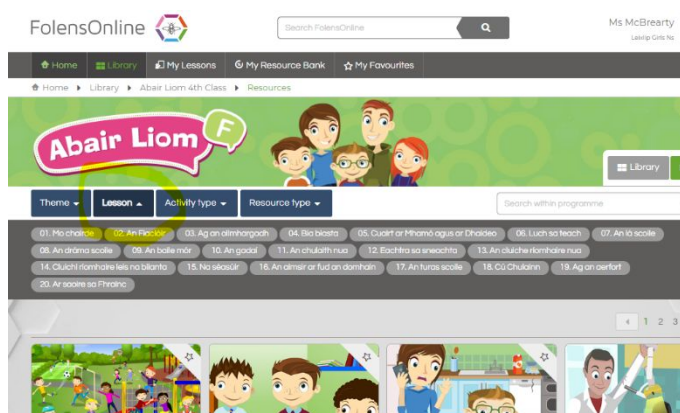 FolensOnline
Search FolensOnline
Ms McBrearty
Home Library My Lessons My Resource Bank My Favourites
Home Library Abair Liom 4th Class Resources
Abair Liom F
Library
Theme Lesson Activity type Resource type Search within programme
01. Mo chairde 02. An Fiaclóir 03. Ag an ollmhargadh 04. Bia blasta 05. Cuairt ar Mhamó agus ar Dhaideo 06. Luch sa teach 07. An lá scoile
08. An dráma scoile 09. An baile mór 10. An gadaí 11. An chulaith nua 12. Eachtra sa sneachta 13. An cluiche ríomhaire nua
14. Cluichí ríomhaire leis na blianta 15. Na séasúir 16. An aimsir ar fud an domhain 17. An turas scoile 18. Cú Chulainn 19. Ag an aerfort
20. Ar saoire sa Fhrainc
1 2 3